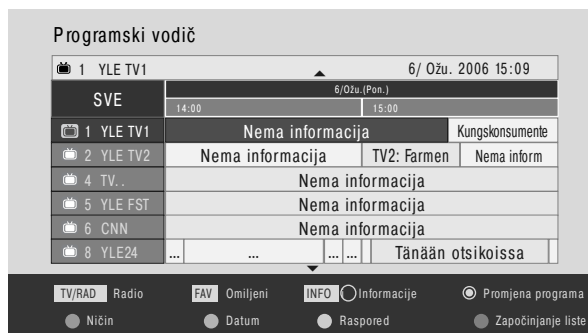 Programski vodič
1 YLE TV1 6/ Ožu. 2006 15:09
SVE 6/Ožu.(Pon.)
14:00 15:00
1 YLE TV1 Nema informacija Kungskonsumente
2 YLE TV2 Nema informacija TV2: Farmen Nema inform
4 TV.. Nema informacija
5 YLE FST Nema informacija
6 CNN Nema informacija
8 YLE24 ... ... ... ... Tänään otsikoissa
TV/RAD Radio FAV Omiljeni INFO Informacije Promjena programa
Ničin Datum Raspored Započinjanje liste